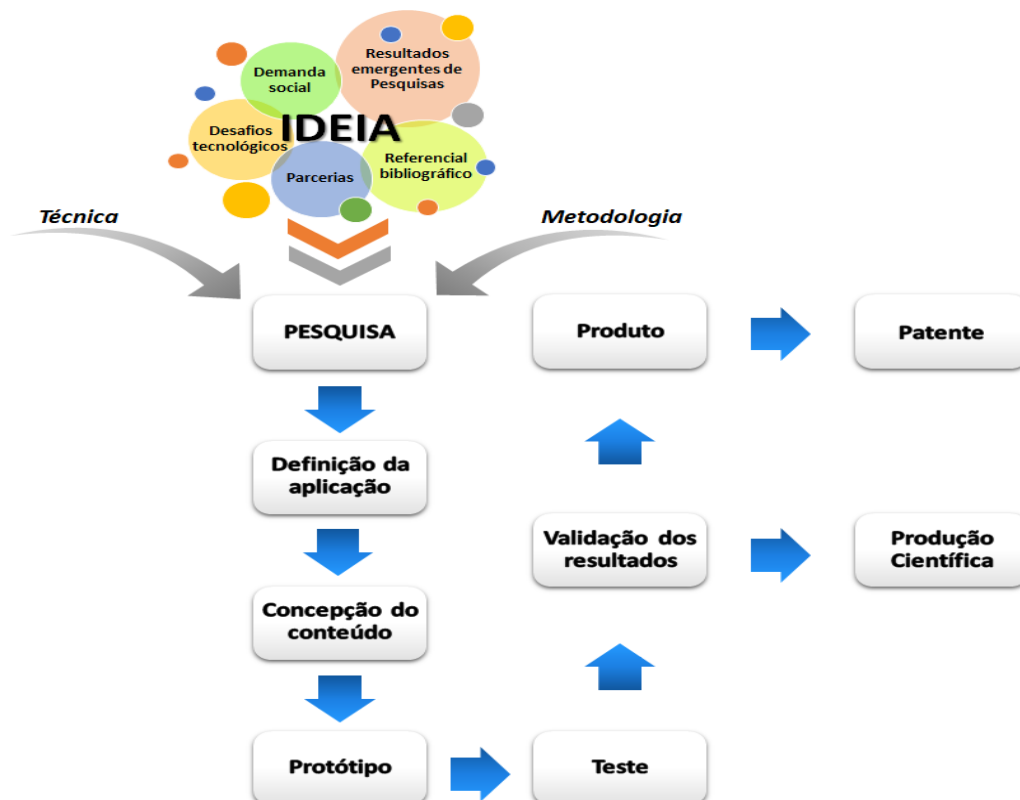 Resultados
emergentes de
Pesquisas
Demanda
social
IDEIA
Desafios
tecnológicos
Referencial
bibliográfico
Parcerias
Técnica
Metodologia
PESQUISA
Produto
Patente
Definição da
aplicação
Validação dos
resultados
Produção
Científica
Concepção do
conteúdo
Protótipo
Teste